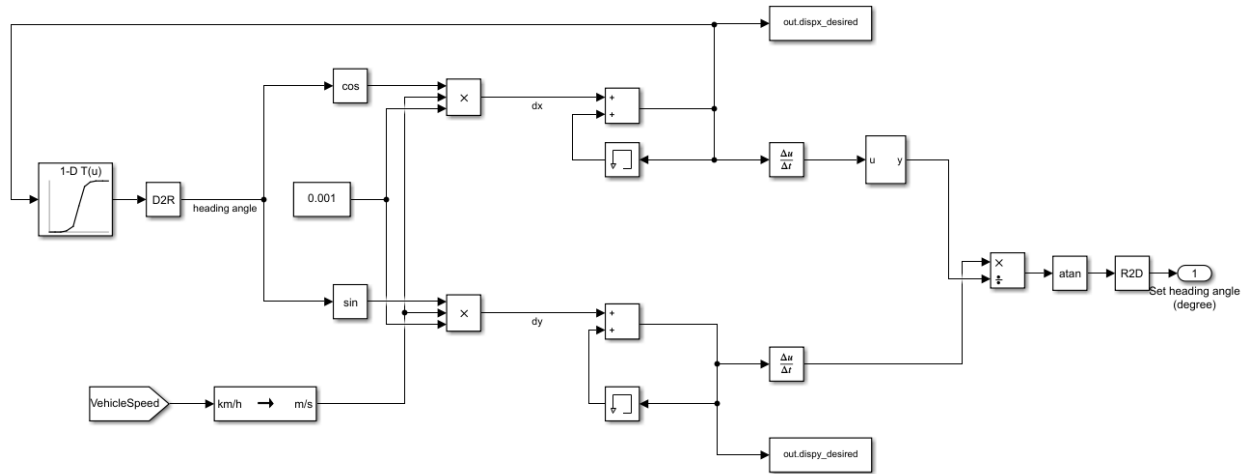 out.dispx_desired
cos
×
dx
+
+
Δu
Δt
u y
1-D T(u)
D2R
heading angle
0.001
×
÷
atan
R2D
1
Set heading angle
(degree)
sin
×
dy
+
+
Δu
Δt
VehicleSpeed
km/h → m/s
out.dispy_desired